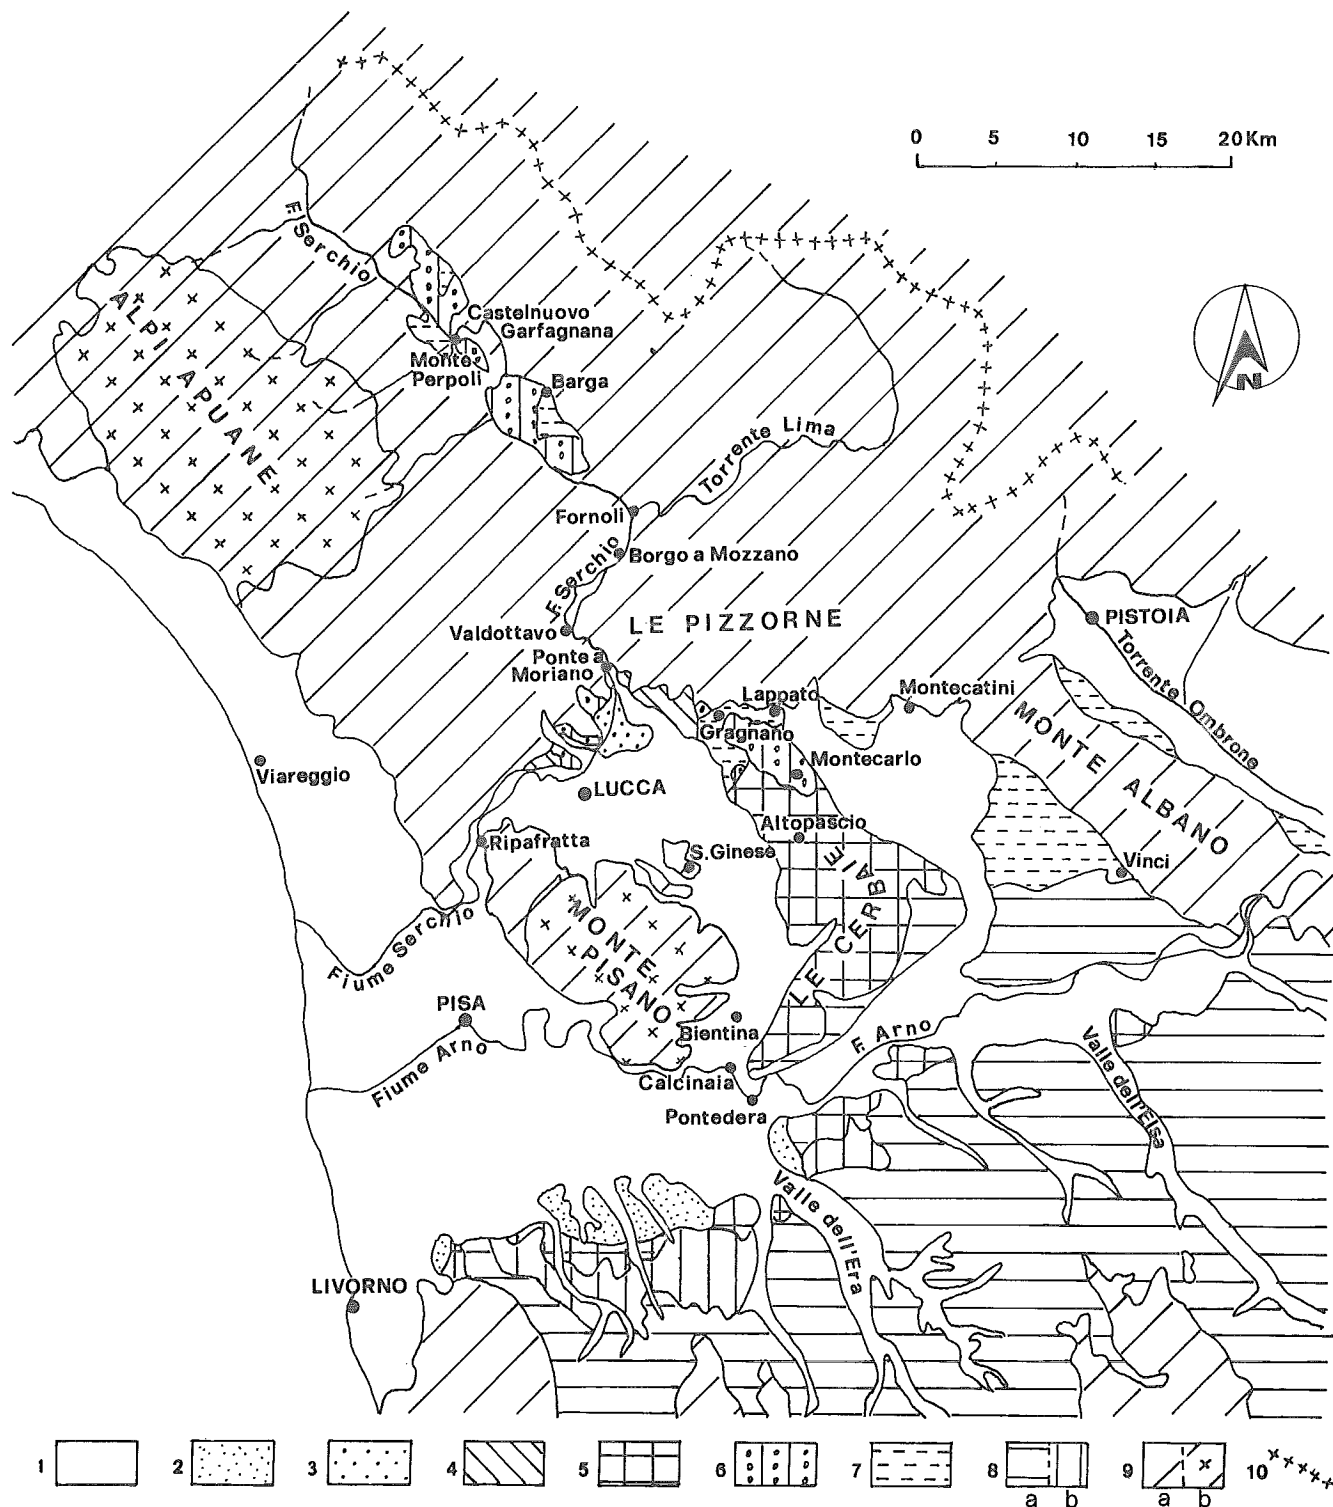 0 5 10 15 20Km
F. Serchio
ALPI APUANE
Castelnuovo
Garfagnana
Monte
Perpoli
Barga
N
Torrente Lima
Fornoli
Borgo a Mozzano
F. Serchio
LE PIZZORNE
Valdottavo
Ponte a
Moriano
PISTOIA
Torrente Ombrone
Lappato
Montecatini
Gragnano
MONTE ALBANO
Montecarlo
Viareggio
LUCCA
Altopascio
Ripafratta
S.Ginese
Vinci
LE CERBAIE
MONTE
PISANO
Fiume Serchio
PISA
Bientina
F. Arno
Fiume Arno
Calcinaia
Pontedera
Valle dell'Elsa
Valle dell'Era
LIVORNO
1 2 3 4 5 6 7 8 9 10
a b a b